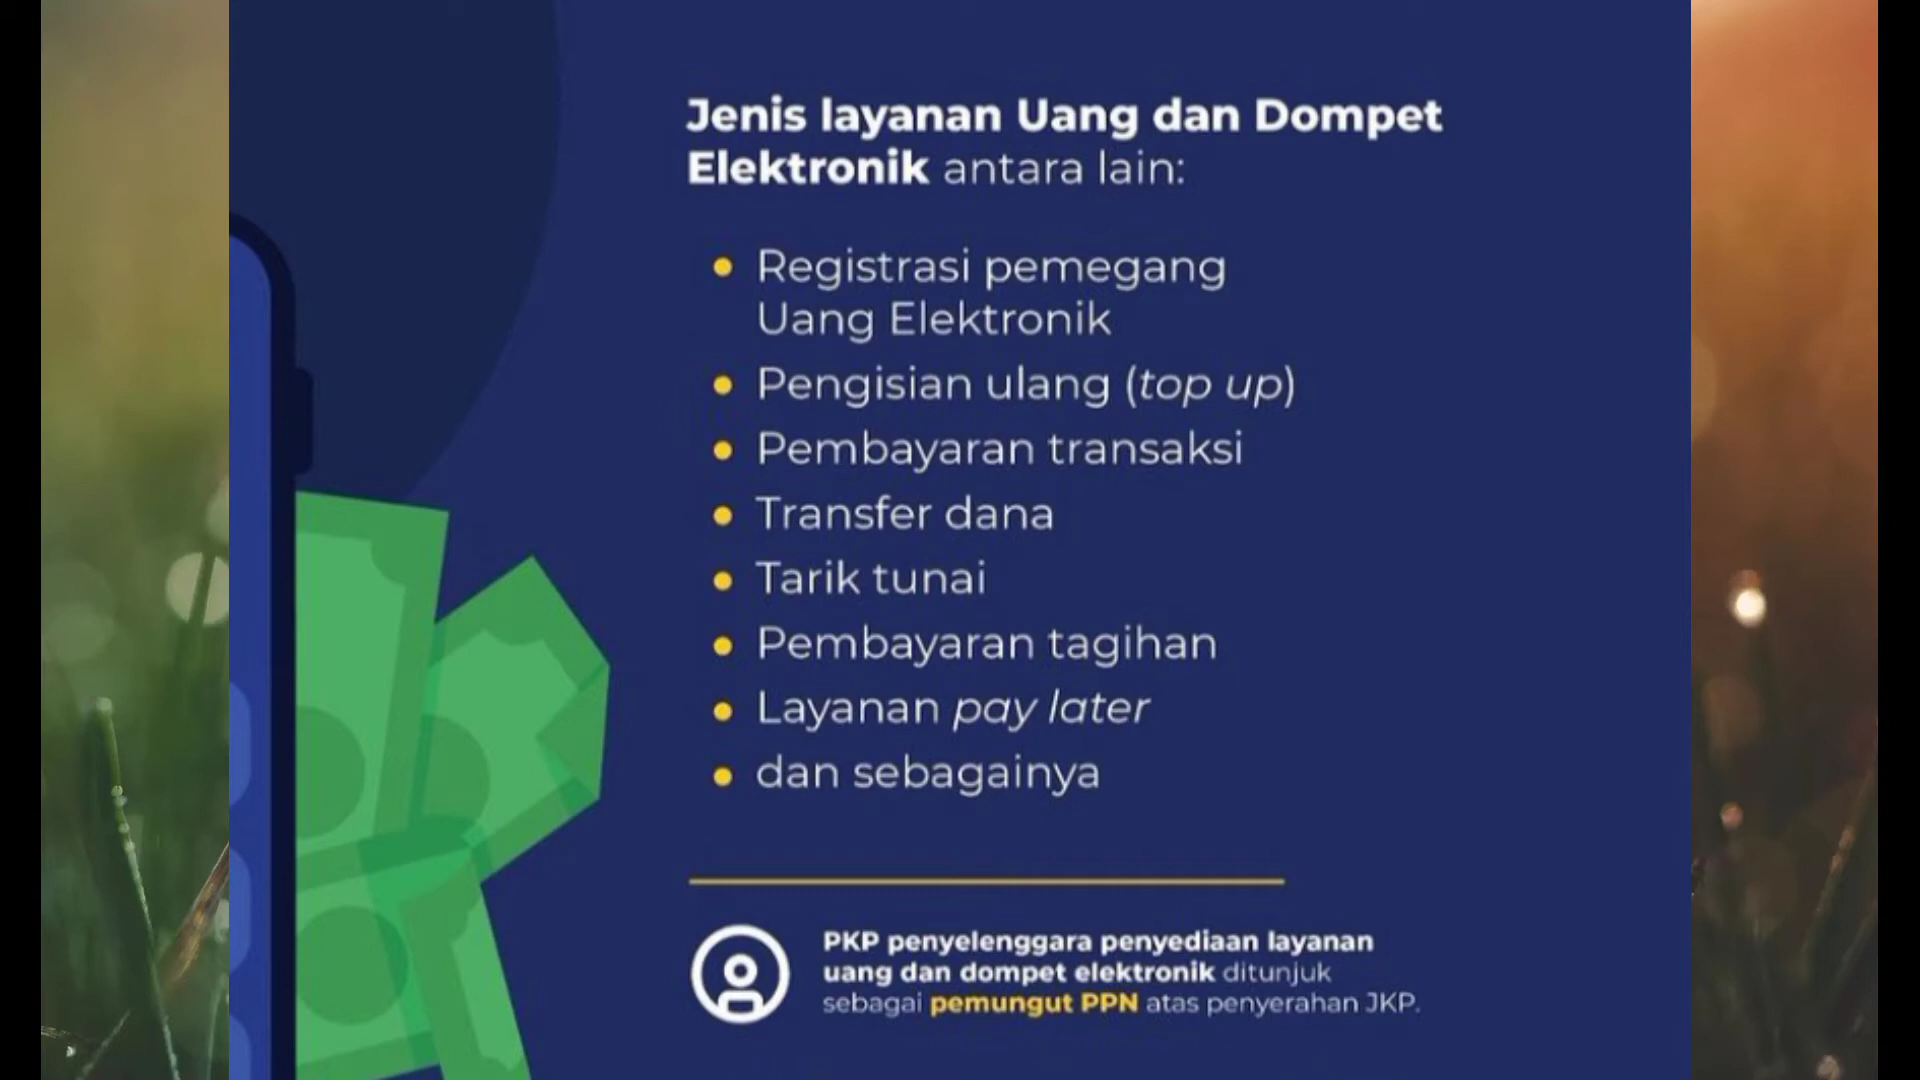 Jenis layanan Uang dan Dompet
Elektronik antara lain:
• Registrasi pemegang
Uang Elektronik
• Pengisian ulang (top up)
• Pembayaran transaksi
• Transfer dana
• Tarik tunai
• Pembayaran tagihan
• Layanan pay later
• dan sebagainya
PKP penyelenggara penyediaan layanan
uang dan dompet elektronik ditunjuk
sebagai pemungut PPN atas penyerahan JKP.